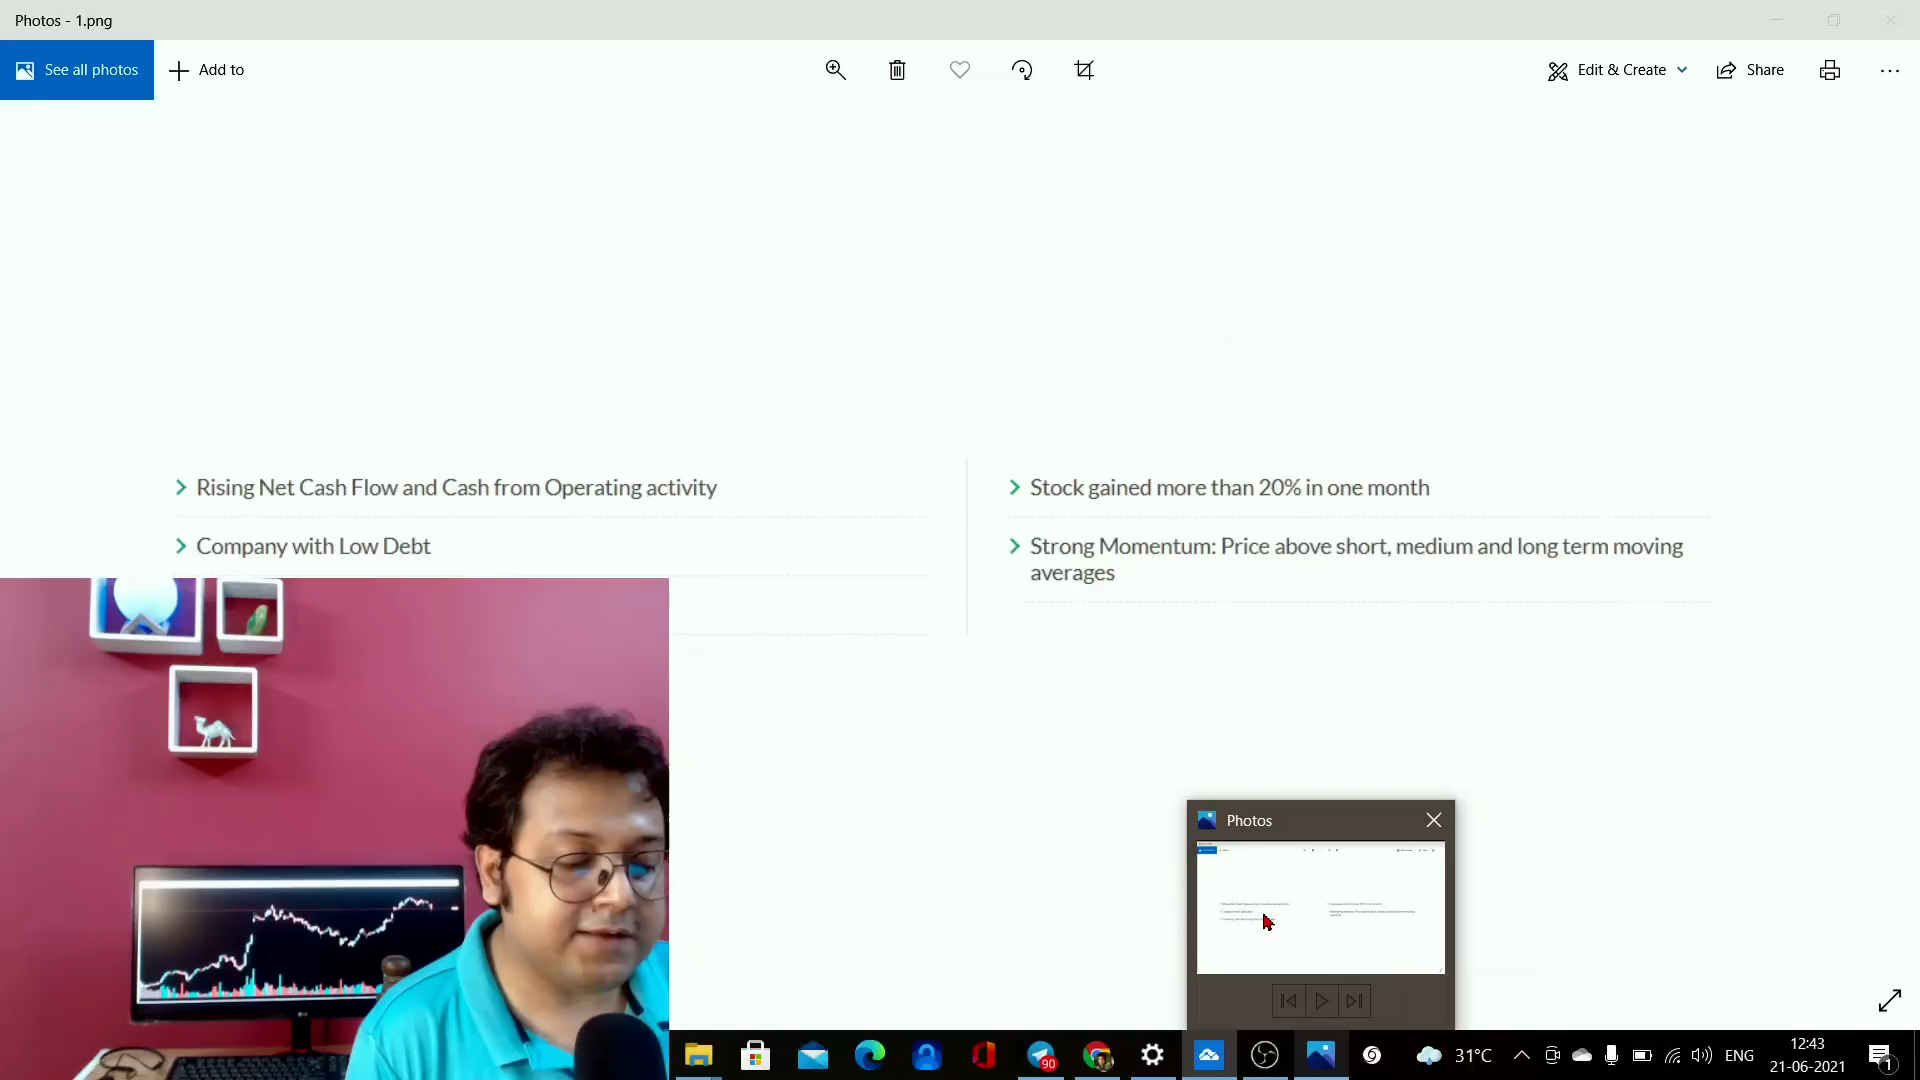 Photos - 1.png
See all photos
Add to
Edit & Create
Share
Rising Net Cash Flow and Cash from Operating activity
Company with Low Debt
Stock gained more than 20% in one month
Strong Momentum: Price above short, medium and long term moving
averages
Photos
90
31°C
ENG
12:43
21-06-2021
1